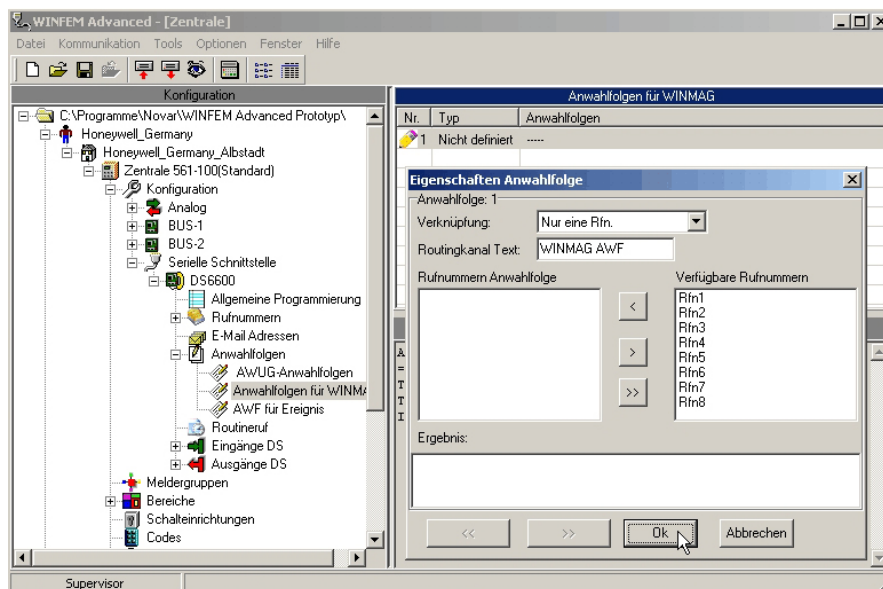 WINFEM Advanced - [Zentrale]
Datei Kommunikation Tools Optionen Fenster Hilfe
Konfiguration
C:\Programme\Novar\WINFEM Advanced Prototyp\
Honeywell_Germany
Honeywell_Germany_Albstadt
Zentrale 561-100(Standard)
Konfiguration
Analog
BUS-1
BUS-2
Serielle Schnittstelle
DS6600
Allgemeine Programmierung
Rufnummern
E-Mail Adressen
Anwahlfolgen
AWUG-Anwahlfolgen
Anwahlfolgen für WINMA
AWF für Ereignis
Routineruf
Eingänge DS
Ausgänge DS
Meldergruppen
Bereiche
Schalteinrichtungen
Codes
Supervisor
Anwahlfolgen für WINMAG
Nr. Typ Anwahlfolgen
1 Nicht definiert -----
Eigenschaften Anwahlfolge
Anwahlfolge: 1
Verknüpfung: Nur eine Rfn.
Routingkanal Text: WINMAG AWF
Rufnummern Anwahlfolge
< 
>
>>
Verfügbare Rufnummern
Rfn1
Rfn2
Rfn3
Rfn4
Rfn5
Rfn6
Rfn7
Rfn8
Ergebnis:
<< >> Ok Abbrechen
A
=
T
T
I